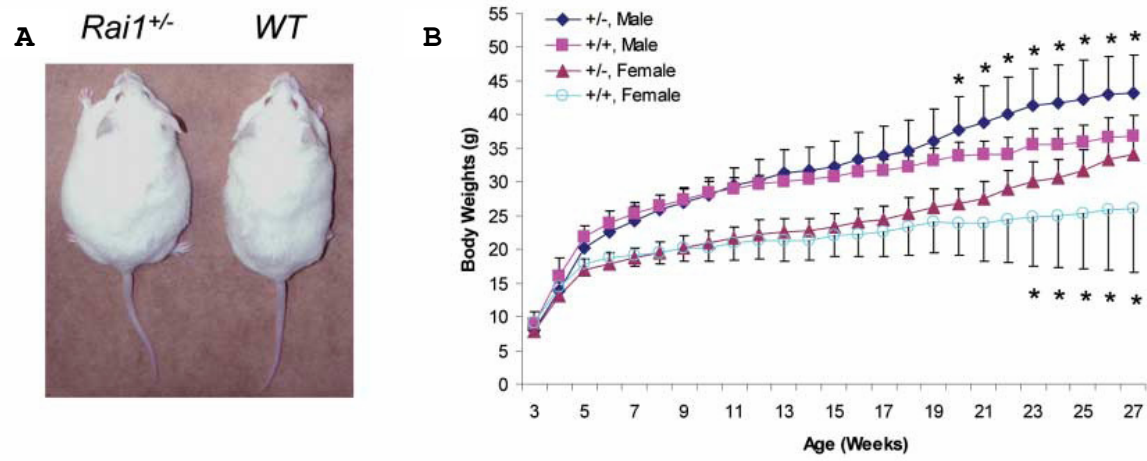 A
Rai1+/- WT
B
+/-, Male
+/+, Male
+/-, Female
+/+, Female
Body Weights (g)
55
50
45
40
35
30
25
20
15
10
5
0
* * * * * * * *
* * * * *
3 5 7 9 11 13 15 17 19 21 23 25 27
Age (Weeks)